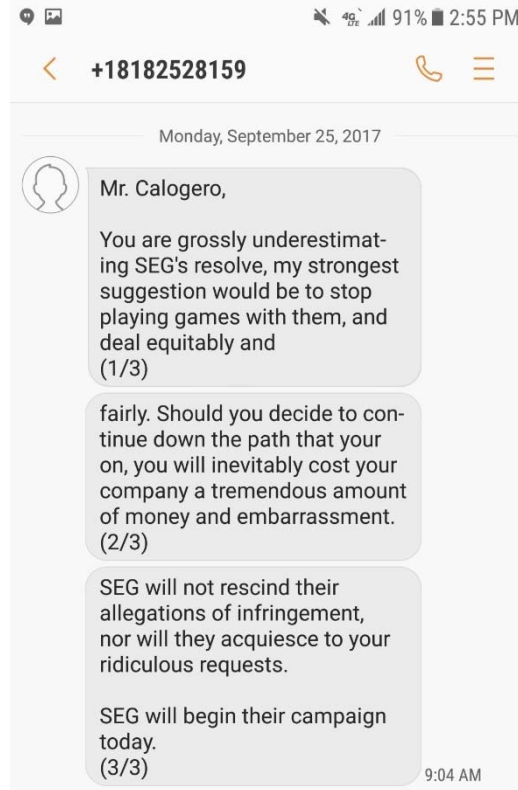 4G LTE 91% 2:55 PM
+18182528159
Monday, September 25, 2017
Mr. Calogero,
You are grossly underestimat-
ing SEG's resolve, my strongest
suggestion would be to stop
playing games with them, and
deal equitably and
(1/3)
fairly. Should you decide to con-
tinue down the path that your
on, you will inevitably cost your
company a tremendous amount
of money and embarrassment.
(2/3)
SEG will not rescind their
allegations of infringement,
nor will they acquiesce to your
ridiculous requests.
SEG will begin their campaign
today.
(3/3)
9:04 AM